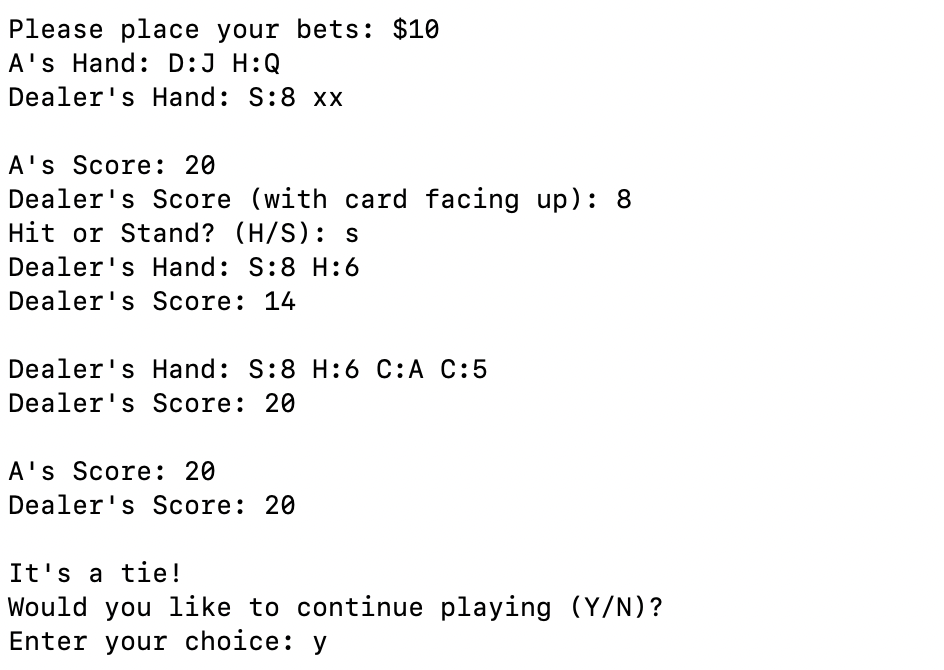 Please place your bets: $10
A's Hand: D:J H:Q
Dealer's Hand: S:8 xx
A's Score: 20
Dealer's Score (with card facing up): 8
Hit or Stand? (H/S): s
Dealer's Hand: S:8 H:6
Dealer's Score: 14
Dealer's Hand: S:8 H:6 C:A C:5
Dealer's Score: 20
A's Score: 20
Dealer's Score: 20
It's a tie!
Would you like to continue playing (Y/N)?
Enter your choice: y